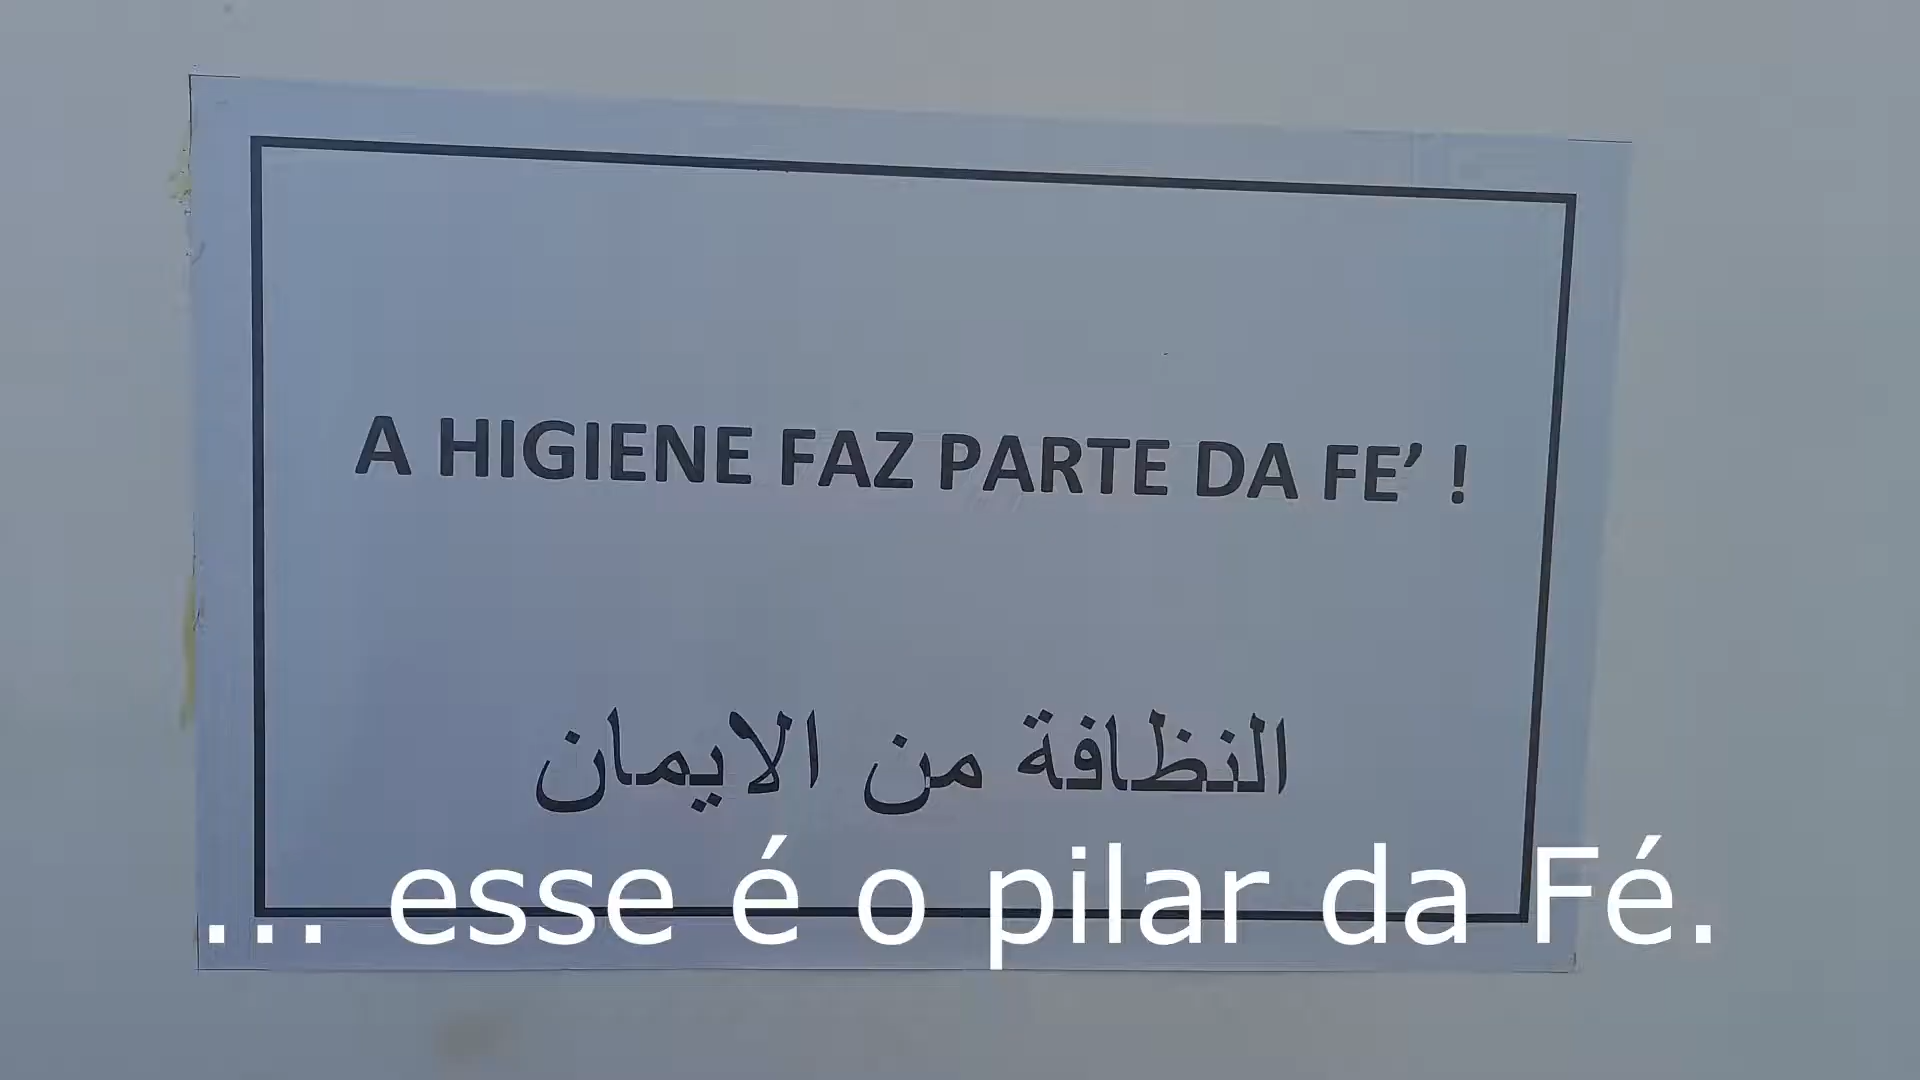 A HIGIENE FAZ PARTE DA FE’ !
النظافة من الايمان
... esse é o pilar da Fé.